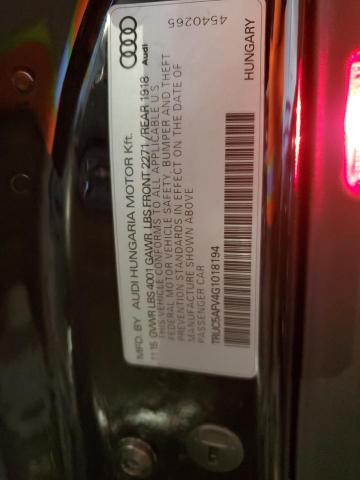 MFD. BY AUDI HUNGARIA MOTOR Kft.
Audi
11 15 GVWR LBS 4001 GAWR LBS FRONT 2271 /REAR 1918
THIS CAR CONFORMS TO ALL APPLICABLE U.S.
FEDERAL MOTOR VEHICLE SAFETY, BUMPER AND THEFT
PREVENTION STANDARDS IN EFFECT ON THE DATE OF
MANUFACTURE SHOWN ABOVE
PASSENGER CAR
TRUC5AFV4G1018194
4540265
HUNGARY